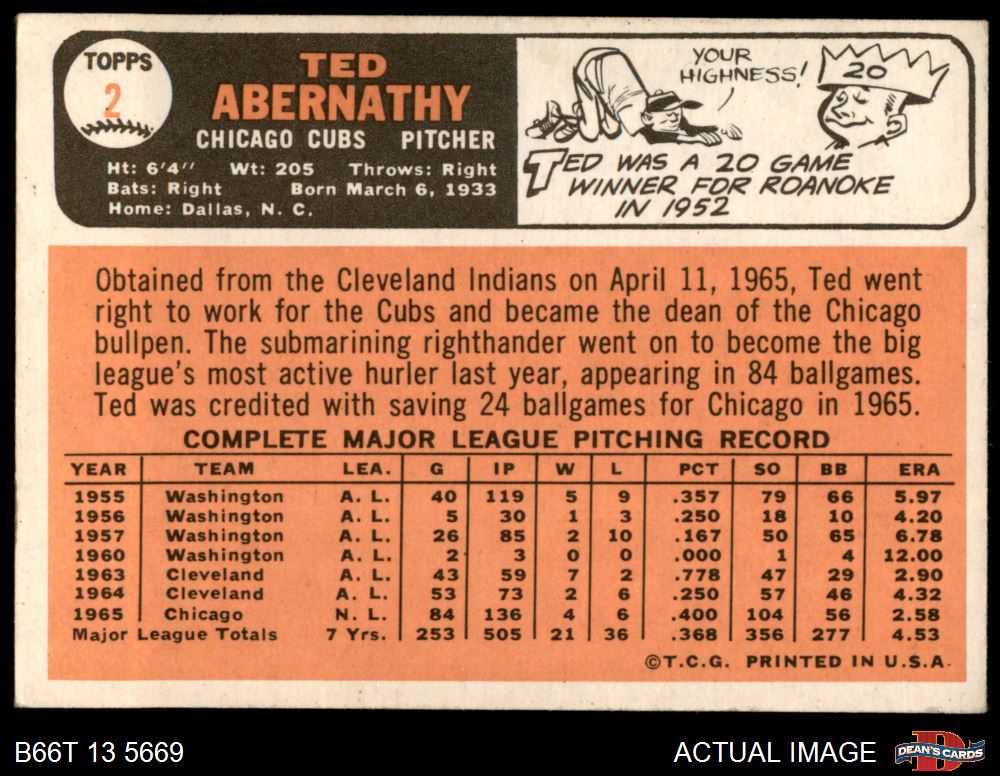 TOPPS
2
TED
ABERNATHY
CHICAGO CUBS PITCHER
Ht: 6'4" Wt: 205 Throws: Right
Bats: Right Born March 6, 1933
Home: Dallas, N. C.
YOUR
HIGHNESS!
20
TED WAS A 20 GAME
WINNER FOR ROANOKE
IN 1952
Obtained from the Cleveland Indians on April 11, 1965, Ted went
right to work for the Cubs and became the dean of the Chicago
bullpen. The submarining righthander went on to become the big
league's most active hurler last year, appearing in 84 ballgames.
Ted was credited with saving 24 ballgames for Chicago in 1965.
COMPLETE MAJOR LEAGUE PITCHING RECORD
YEAR TEAM LEA. G IP W L PCT SO BB ERA
1955 Washington A. L. 40 119 5 9 .357 79 66 5.97
1956 Washington A. L. 5 30 1 3 .250 18 10 4.20
1957 Washington A. L. 26 85 2 10 .167 50 65 6.78
1960 Washington A. L. 2 3 0 0 .000 1 4 12.00
1963 Cleveland A. L. 43 59 7 2 .778 47 29 2.90
1964 Cleveland A. L. 53 73 2 6 .250 57 46 4.32
1965 Chicago N. L. 84 136 4 6 .400 104 56 2.58
Major League Totals 7 Yrs. 253 505 21 36 .368 356 277 4.53
©T.C.G. PRINTED IN U.S.A.
B66T 13 5669
ACTUAL IMAGE
D
DEAN'S CARDS